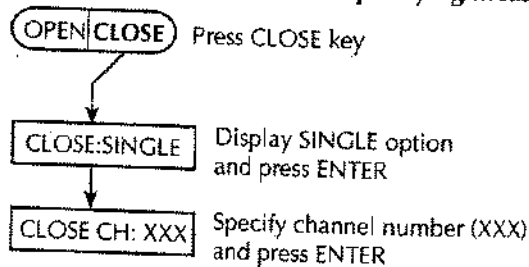 OPEN CLOSE Press CLOSE key
CLOSE:SINGLE Display SINGLE option
and press ENTER
CLOSE CH: XXX Specify channel number (XXX)
and press ENTER